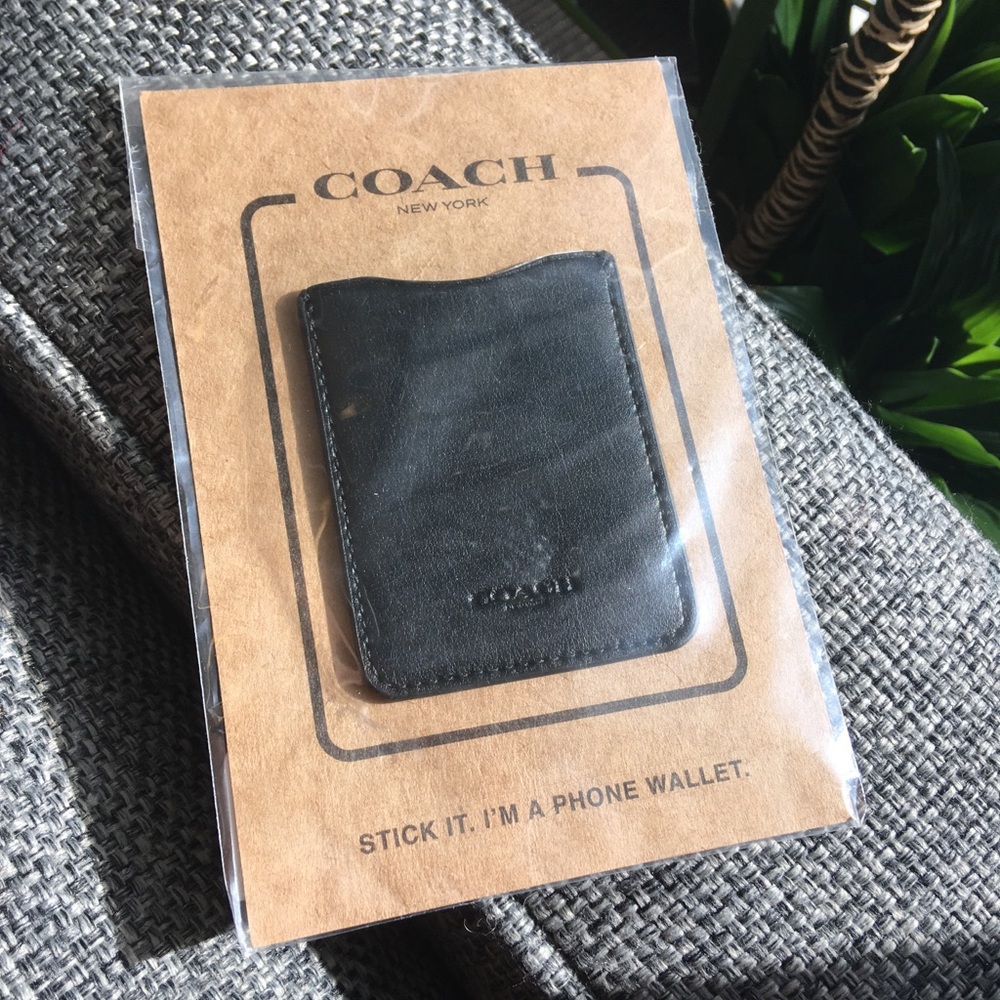 COACH
NEW YORK
COACH
STICK IT. I'M A PHONE WALLET.